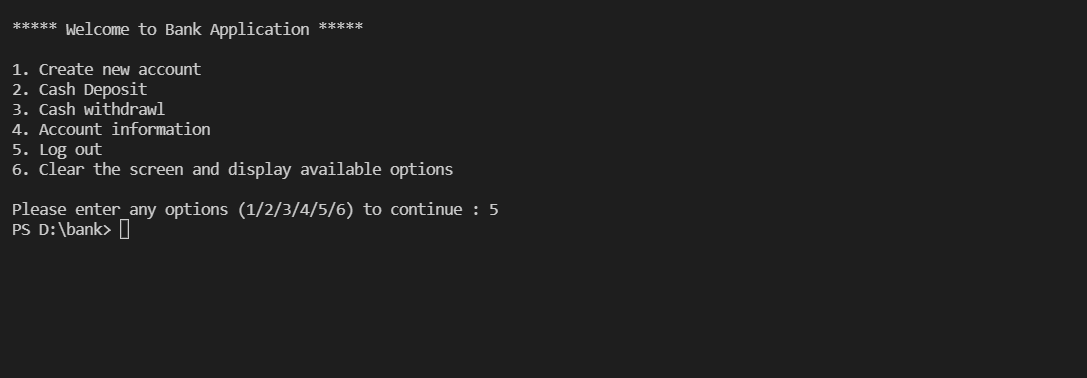 ***** Welcome to Bank Application *****
1. Create new account
2. Cash Deposit
3. Cash withdrawl
4. Account information
5. Log out
6. Clear the screen and display available options
Please enter any options (1/2/3/4/5/6) to continue : 5
PS D:\bank>